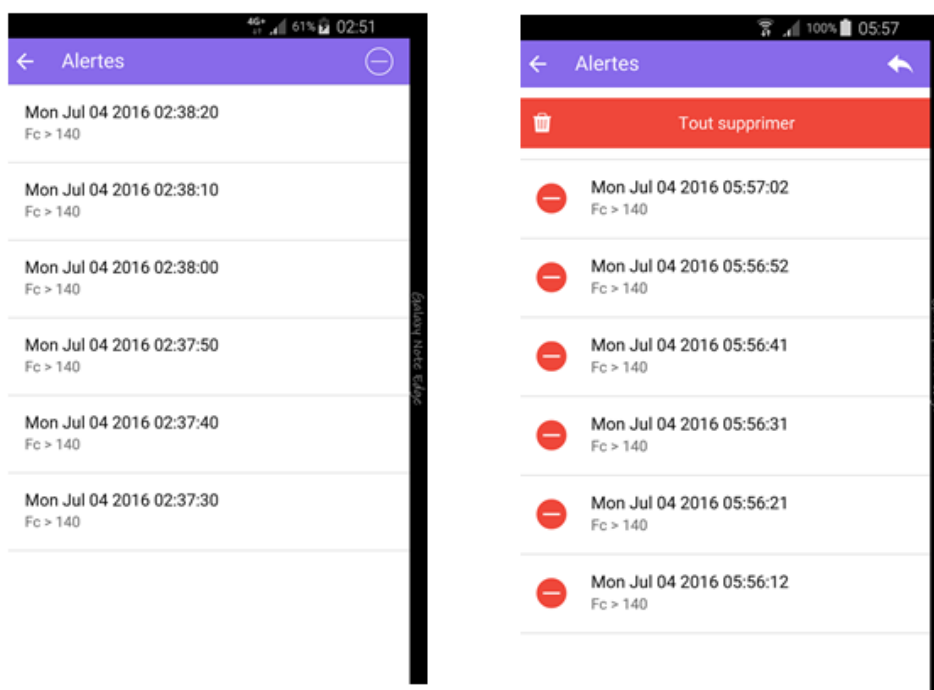 4G+ 61% 02:51
Alertes
Mon Jul 04 2016 02:38:20
Fc > 140
Mon Jul 04 2016 02:38:10
Fc > 140
Mon Jul 04 2016 02:38:00
Fc > 140
Mon Jul 04 2016 02:37:50
Fc > 140
Mon Jul 04 2016 02:37:40
Fc > 140
Mon Jul 04 2016 02:37:30
Fc > 140
Galaxy Note Edge
100% 05:57
Alertes
Tout supprimer
Mon Jul 04 2016 05:57:02
Fc > 140
Mon Jul 04 2016 05:56:52
Fc > 140
Mon Jul 04 2016 05:56:41
Fc > 140
Mon Jul 04 2016 05:56:31
Fc > 140
Mon Jul 04 2016 05:56:21
Fc > 140
Mon Jul 04 2016 05:56:12
Fc > 140